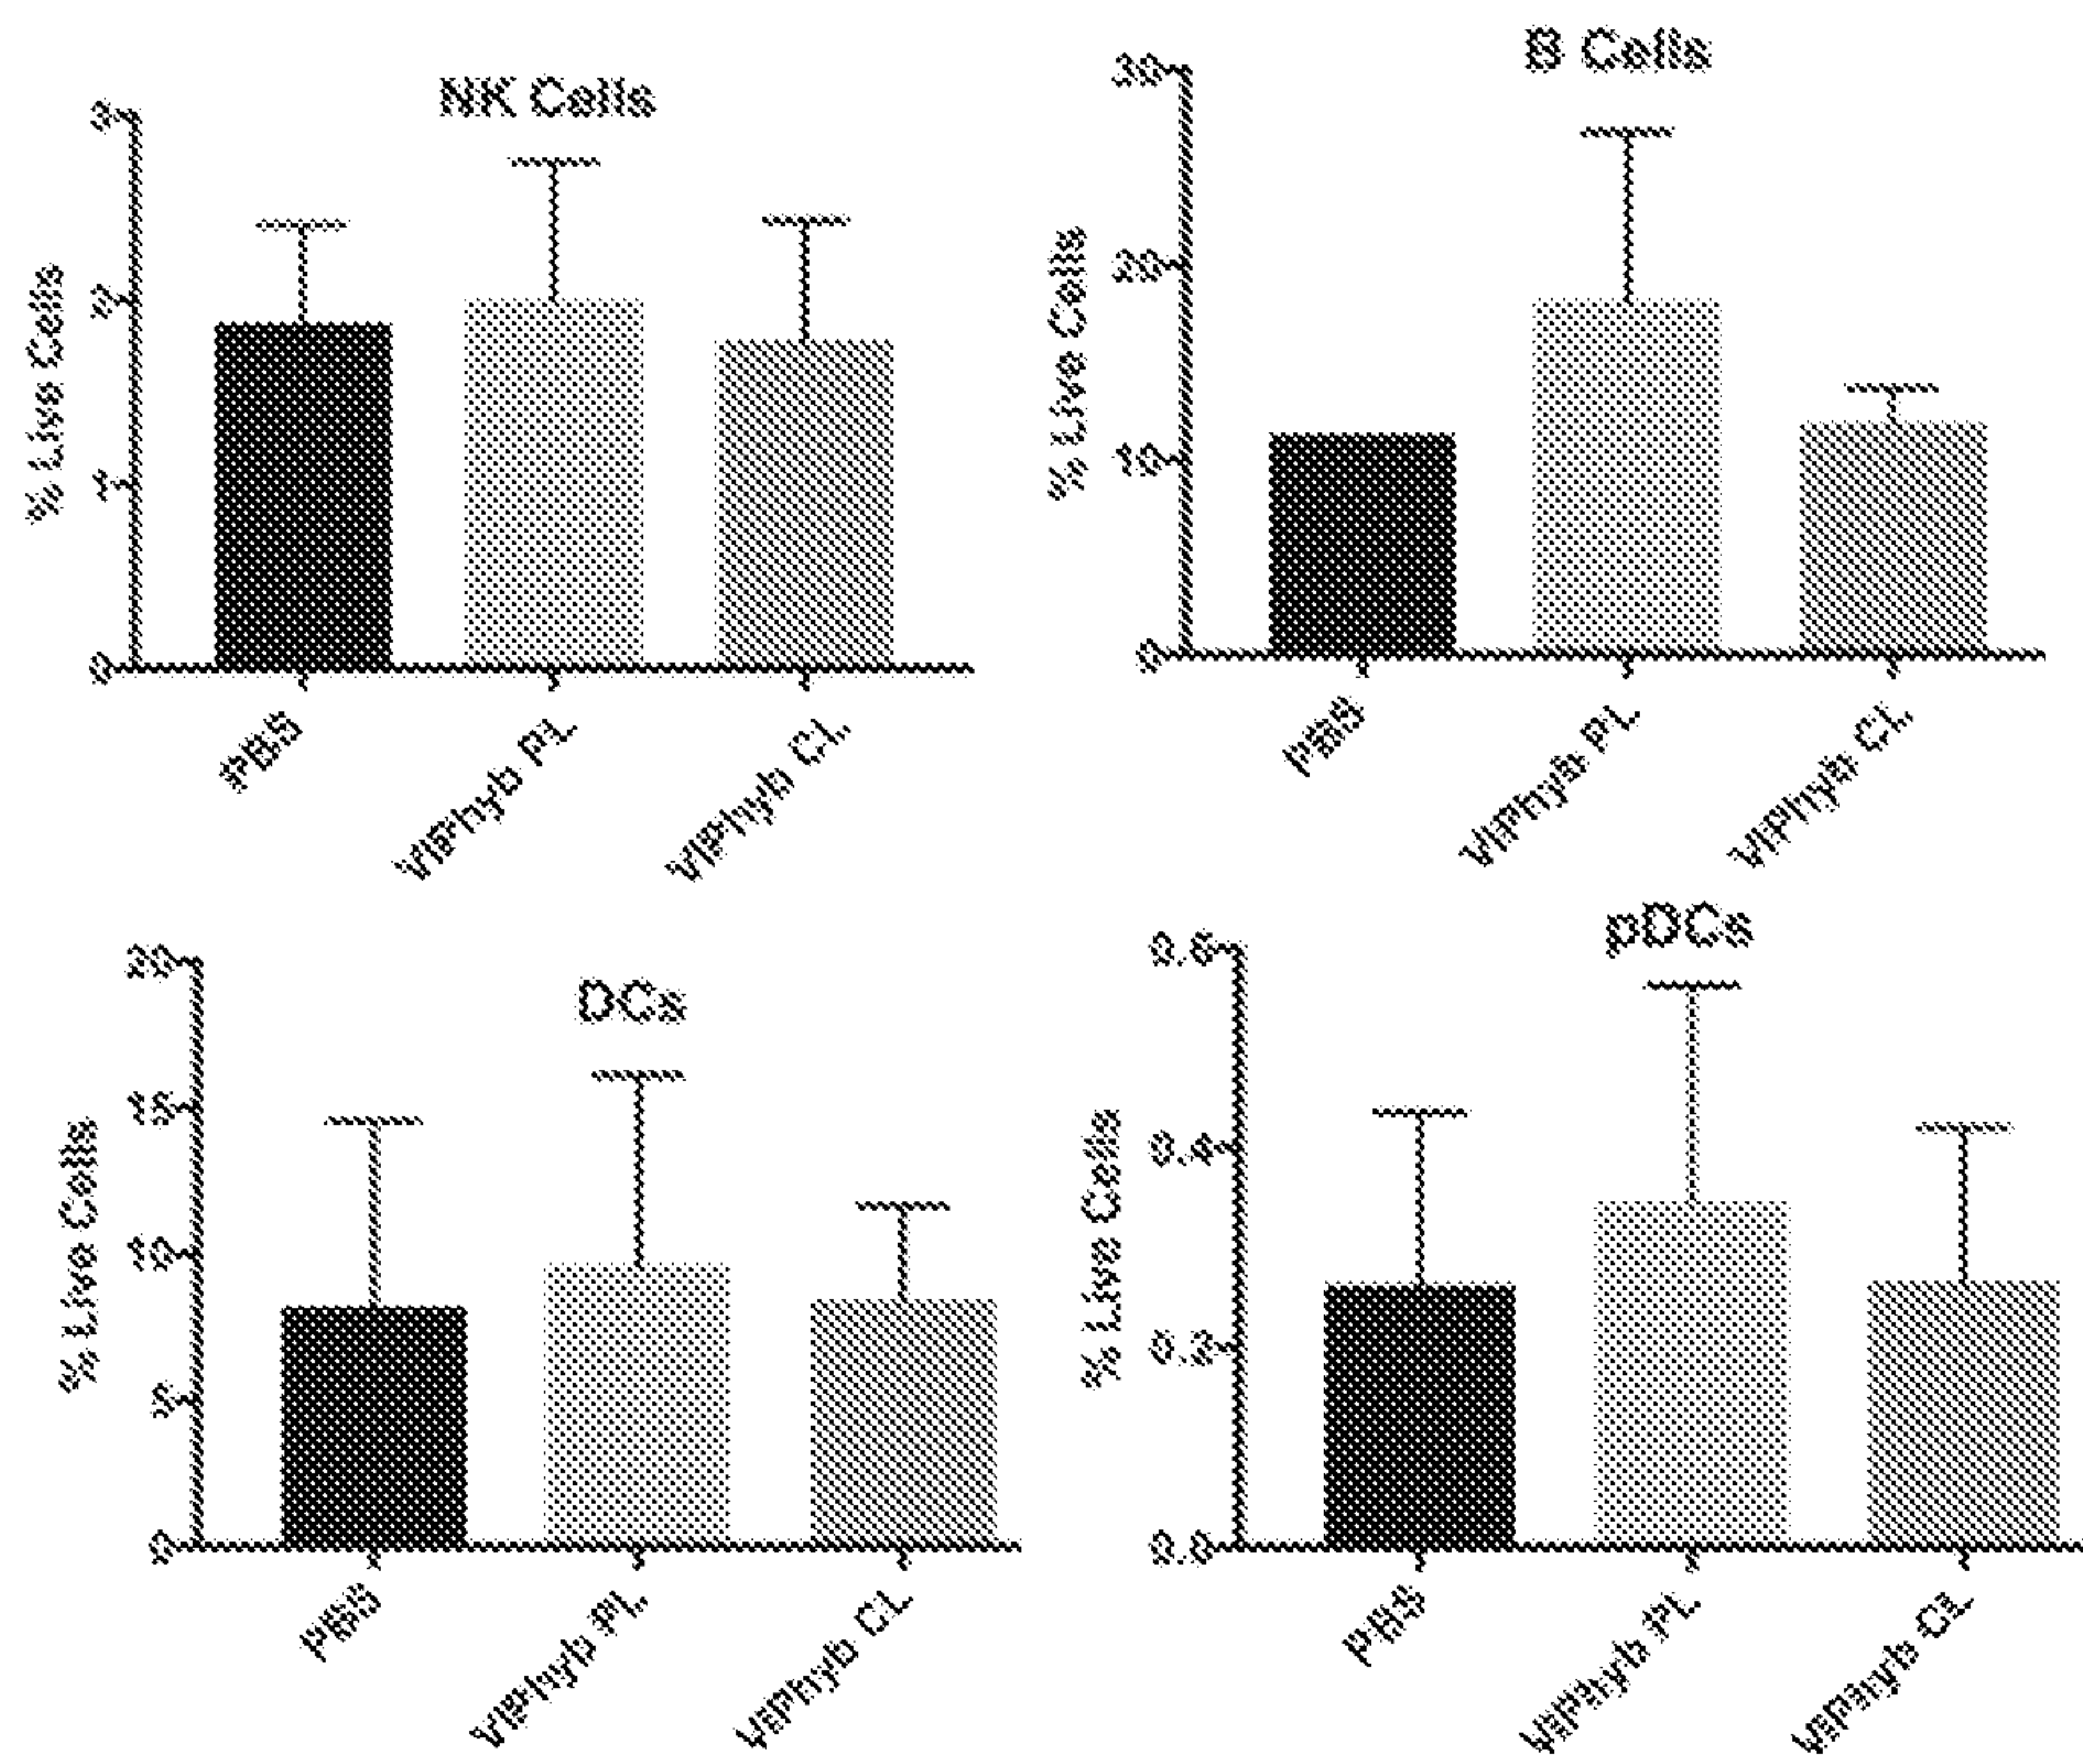 NK Cells
% Live Cells
3
2
1
0
PBS
VIPhyb PL
VIPhyb CL
B Cells
% Live Cells
30
20
10
0
PBS
VIPhyb PL
VIPhyb CL
DCs
% Live Cells
20
15
10
5
0
PBS
VIPhyb PL
VIPhyb CL
pDCs
% Live Cells
0.6
0.4
0.2
0.0
PBS
VIPhyb PL
VIPhyb CL